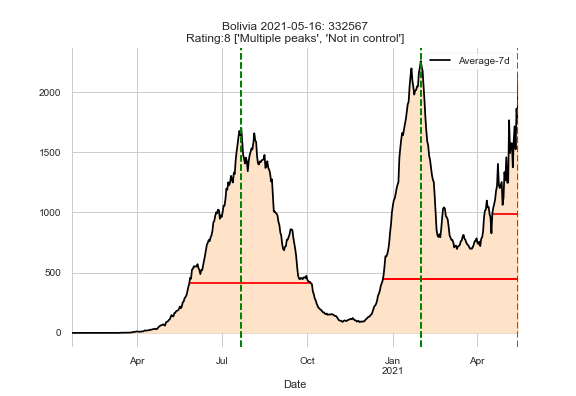 Bolivia 2021-05-16: 332567
Rating:8 ['Multiple peaks', 'Not in control']
Average-7d
2000
1500
1000
500
0
Apr
Jul
Oct
Jan
2021
Apr
Date